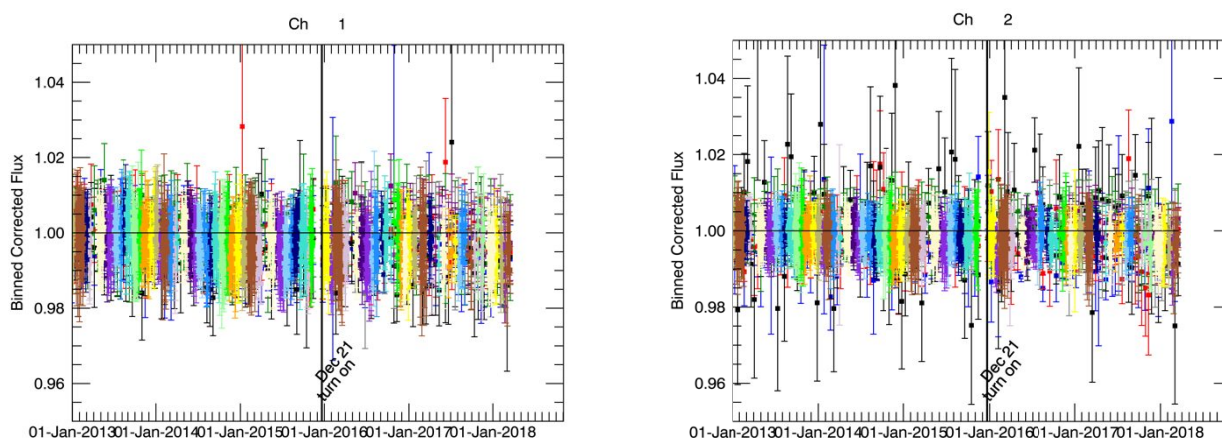 Ch 1
Binned Corrected Flux
1.04
1.02
1.00
0.98
0.96
Dec 21
turn on
01-Jan-2013
01-Jan-2014
01-Jan-2015
01-Jan-2016
01-Jan-2017
01-Jan-2018
Ch 2
Binned Corrected Flux
1.04
1.02
1.00
0.98
0.96
Dec 21
turn on
01-Jan-2013
01-Jan-2014
01-Jan-2015
01-Jan-2016
01-Jan-2017
01-Jan-2018